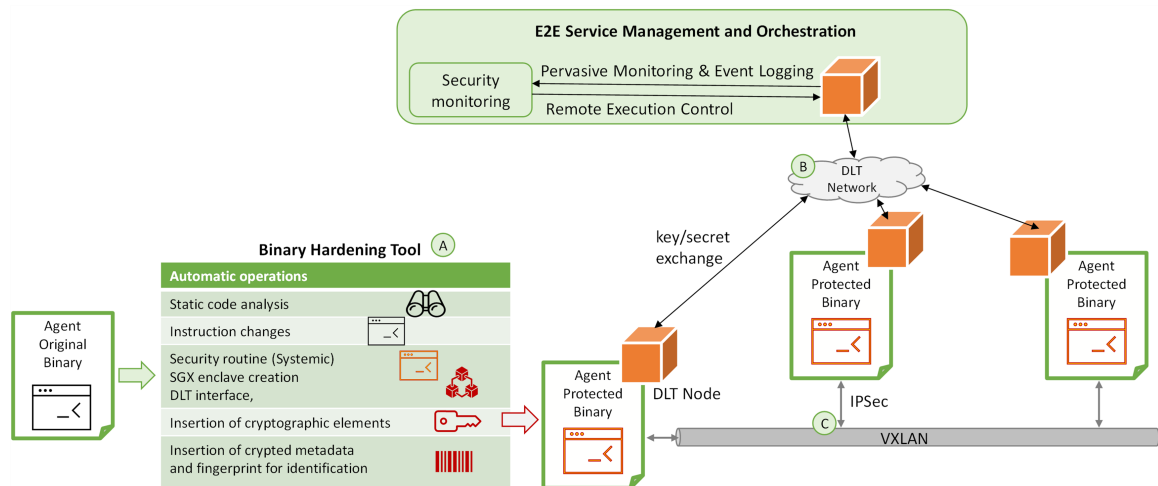 E2E Service Management and Orchestration
Security
monitoring
Pervasive Monitoring & Event Logging
Remote Execution Control
B
DLT
Network
key/secret
exchange
Binary Hardening Tool
A
Automatic operations
Static code analysis
Instruction changes
Security routine (Systemic)
SGX enclave creation
DLT interface,
Insertion of cryptographic elements
Insertion of crypted metadata
and fingerprint for identification
Agent
Original
Binary
Agent
Protected
Binary
DLT Node
Agent
Protected
Binary
Agent
Protected
Binary
IPSec
C
VXLAN